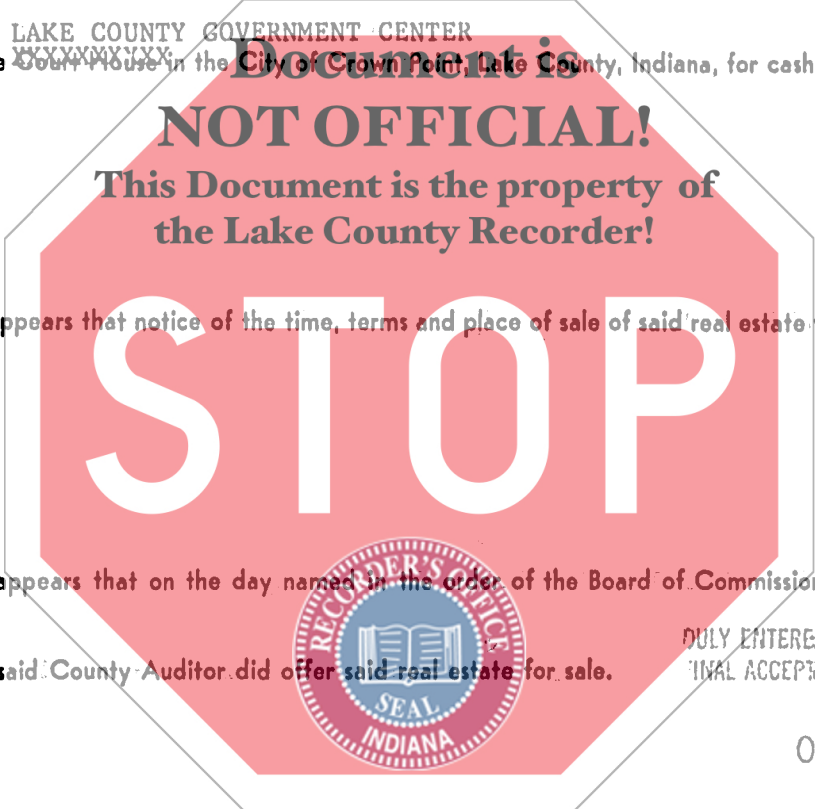 LAKE COUNTY GOVERNMENT CENTER
Document is
Court House in the City of Crown Point, Lake County, Indiana, for cash
NOT OFFICIAL!
This Document is the property of
the Lake County Recorder!
ppears that notice of the time, terms and place of sale of said real estate
STOP
appears that on the day named in the order of the Board of Commission
RECORDER'S OFFICE
DULY ENTERE
said County Auditor did offer said real estate for sale.
INAL ACCEPT
SEAL
INDIANA